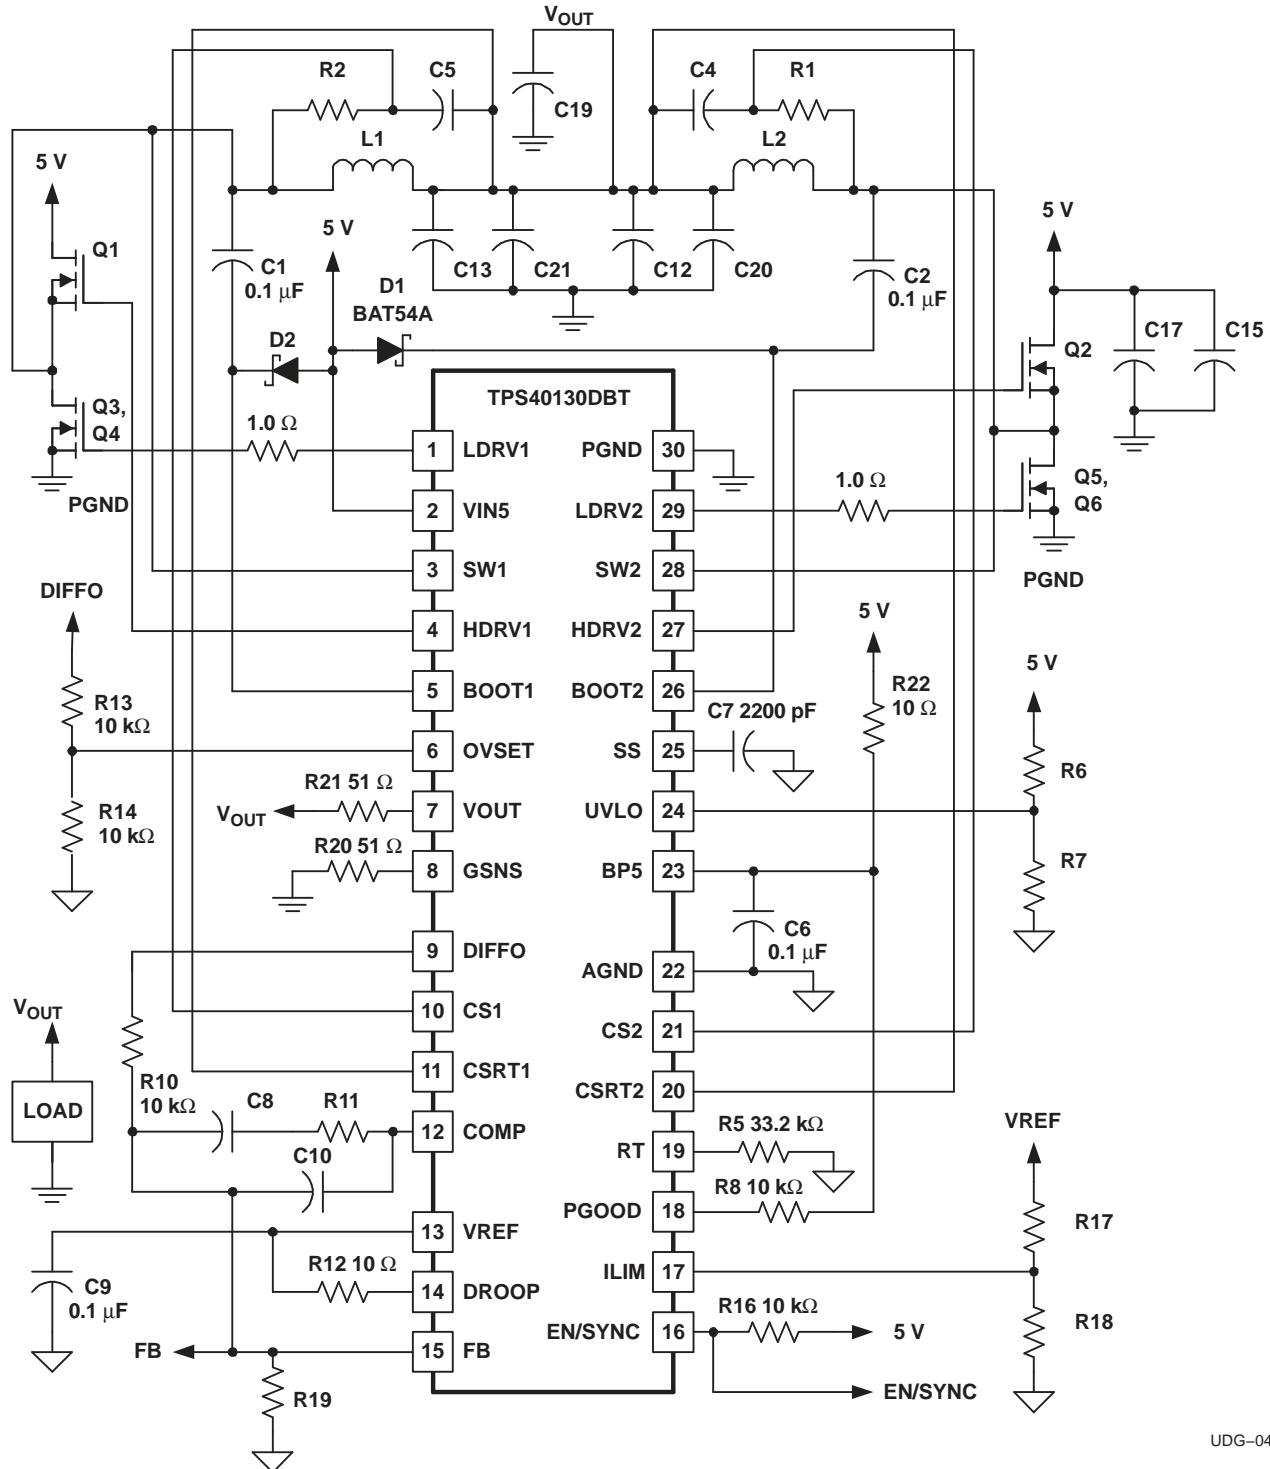 VOUT
R2
C5
C19
C4
R1
L1
L2
5 V
Q1
5 V
C1
0.1 µF
C13
C21
C12
C20
C2
0.1 µF
5 V
D1
BAT54A
D2
C17
C15
Q2
TPS40130DBT
Q3,
Q4
1.0 Ω
1 LDRV1
PGND 30
PGND
1.0 Ω
Q5,
Q6
2 VIN5
LDRV2 29
3 SW1
SW2 28
PGND
DIFFO
4 HDRV1
HDRV2 27
5 V
5 V
R13
10 kΩ
5 BOOT1
BOOT2 26
R22
10 Ω
C7 2200 pF
6 OVSET
SS 25
R6
R14
10 kΩ
R21 51 Ω
VOUT
7 VOUT
UVLO 24
R20 51 Ω
8 GSNS
BP5 23
R7
C6
0.1 µF
9 DIFFO
AGND 22
VOUT
10 CS1
CS2 21
R10
10 kΩ
11 CSRT1
CSRT2 20
LOAD
C8
R11
12 COMP
R5 33.2 kΩ
RT 19
VREF
C10
R8 10 kΩ
PGOOD 18
R17
13 VREF
C9
0.1 µF
R12 10 Ω
14 DROOP
ILIM 17
R16 10 kΩ
EN/SYNC 16
5 V
R18
FB
15 FB
EN/SYNC
R19
UDG–04